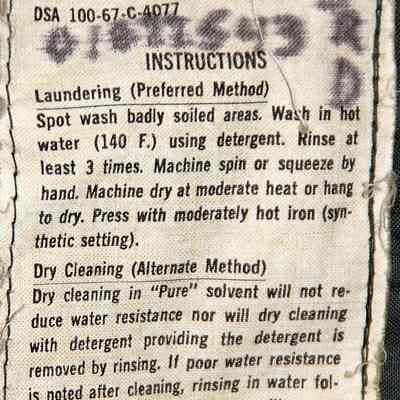 DSA 100-67-C-4077
R
D
INSTRUCTIONS
Laundering (Preferred Method)
Spot wash badly soiled areas. Wash in hot
water (140 F.) using detergent. Rinse at
least 3 times. Machine spin or squeeze by
hand. Machine dry at moderate heat or hang
to dry. Press with moderately hot iron (syn-
thetic setting).
Dry Cleaning (Alternate Method)
Dry cleaning in "Pure" solvent will not re-
duce water resistance nor will dry cleaning
with detergent providing the detergent is
removed by rinsing. If poor water resistance
is noted after cleaning, rinsing in water fol-